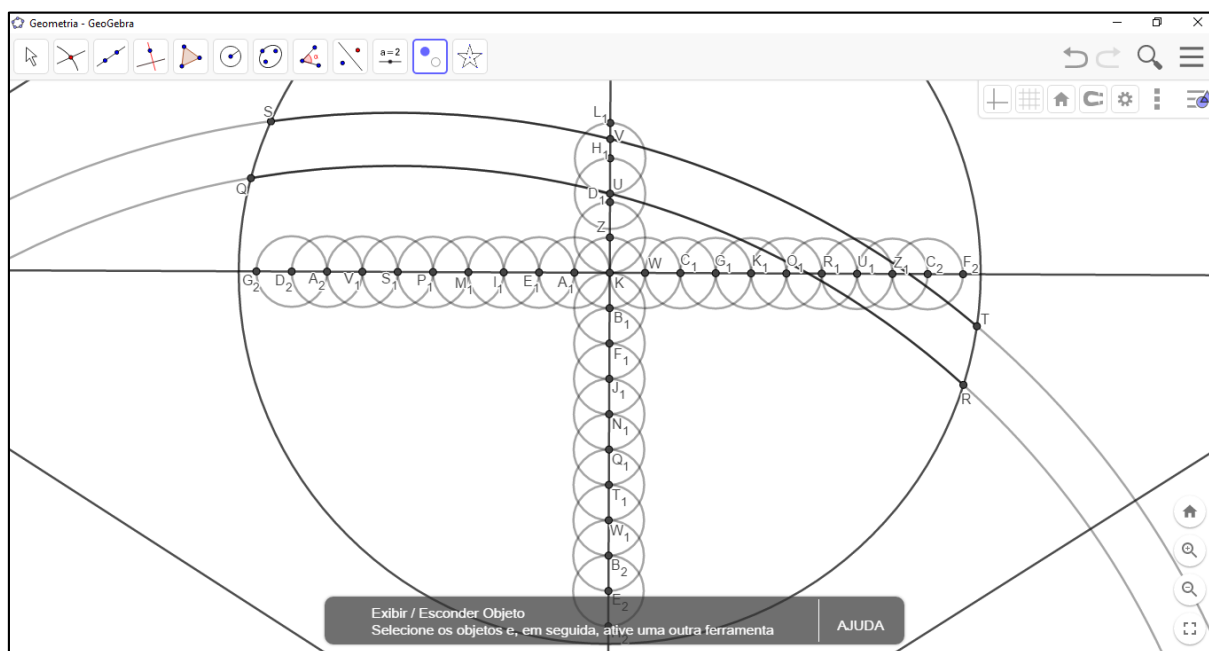 Geometria - GeoGebra
a=2
L₁
S
V
H₁
Q
U
D₁
Z
G₂ D₂ A₂ V₁ S₁ P₁ M₁ I₁ E₁ A₁ K W C₁ G₁ K₁ O₁ R₁ U₁ Z₁ C₂ F₂
B₁
T
F₁
J₁
R
N₁
Q₁
T₁
W₁
B₂
E₂
Exibir / Esconder Objeto
Selecione os objetos e, em seguida, ative uma outra ferramenta
AJUDA